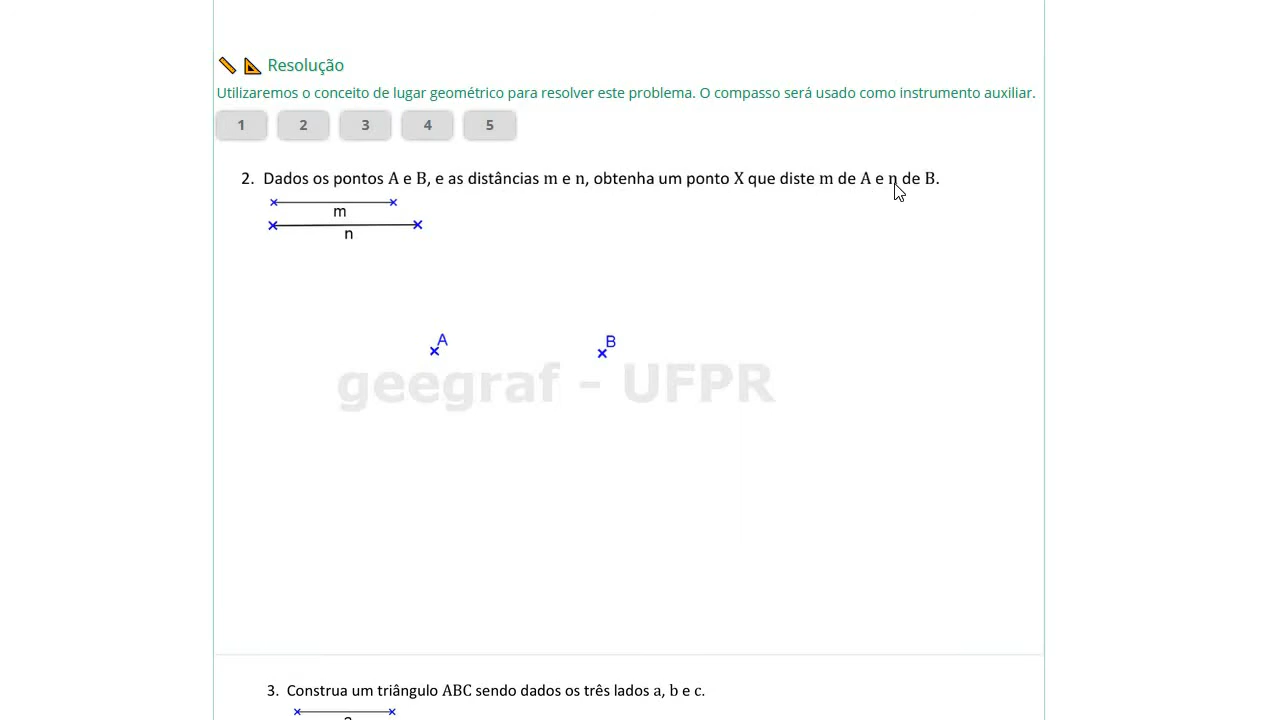 Resolução
Utilizaremos o conceito de lugar geométrico para resolver este problema. O compasso será usado como instrumento auxiliar.
1 2 3 4 5
2. Dados os pontos A e B, e as distâncias m e n, obtenha um ponto X que diste m de A e n de B.
m
n
A B
geegraf - UFPR
3. Construa um triângulo ABC sendo dados os três lados a, b e c.